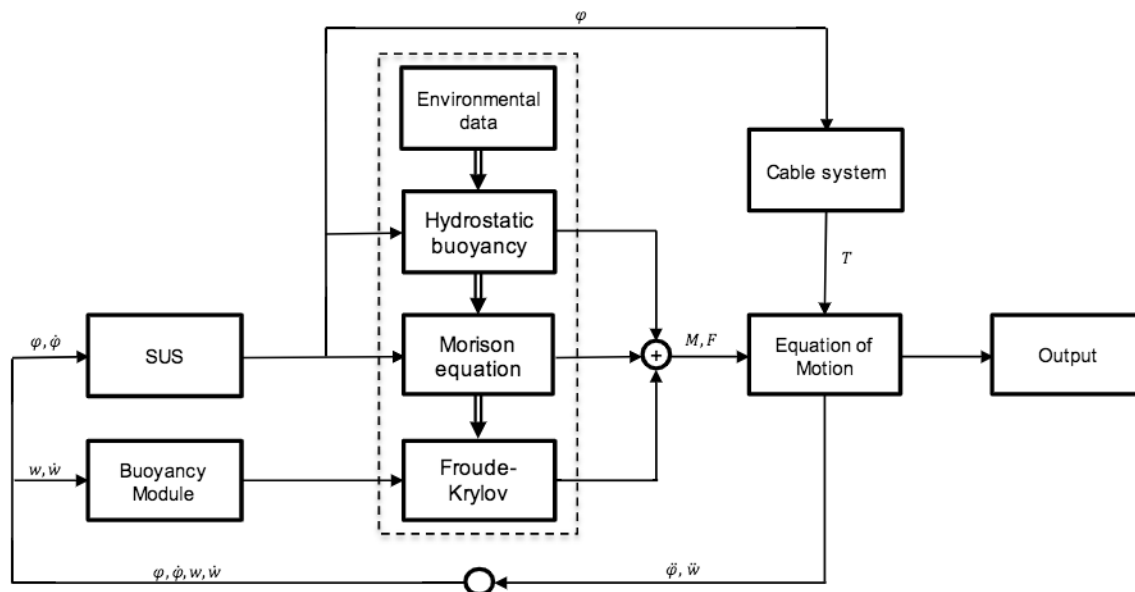 φ
Environmental
data
Cable system
Hydrostatic
buoyancy
T
φ, φ̇
SUS
Morison
equation
+
M, F
Equation of
Motion
Output
w, ẇ
Buoyancy
Module
Froude-
Krylov
φ, φ̇, w, ẇ
φ̈, ẅ